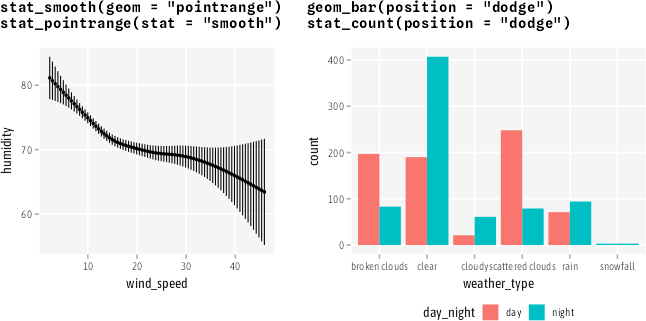 stat_smooth(geom = "pointrange")
stat_pointrange(stat = "smooth")
80
70
60
humidity
10 20 30 40
wind_speed
geom_bar(position = "dodge")
stat_count(position = "dodge")
400
300
200
100
0
count
broken clouds clear cloudy scattered clouds rain snowfall
weather_type
day_night day night